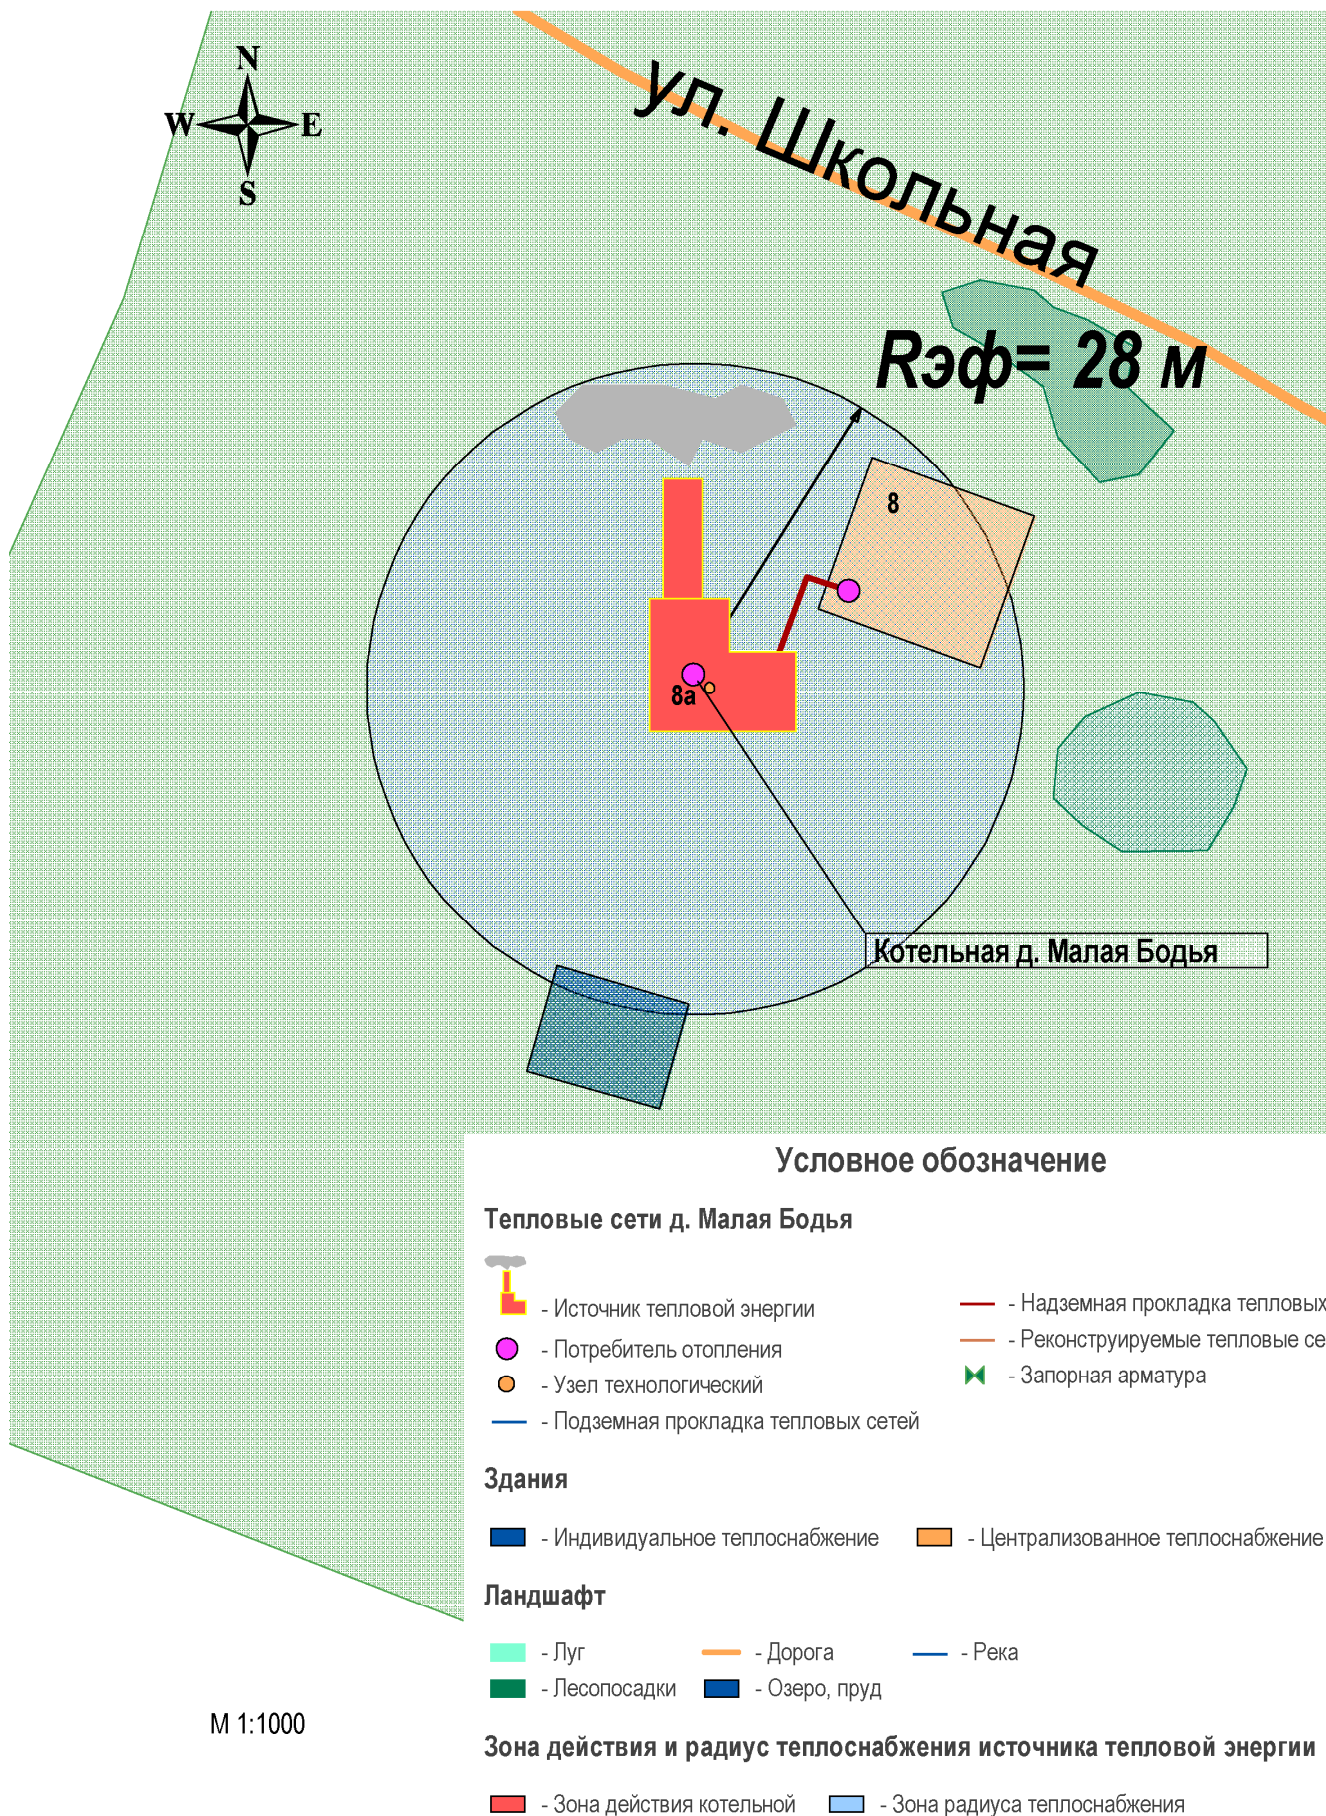 N
W E
S
ул. Школьная
Rэф= 28 м
8
8а
Котельная д. Малая Бодья
Условное обозначение
Тепловые сети д. Малая Бодья
- Источник тепловой энергии
- Надземная прокладка тепловых
- Потребитель отопления
- Реконструируемые тепловые се
- Узел технологический
- Запорная арматура
- Подземная прокладка тепловых сетей
Здания
- Индивидуальное теплоснабжение - Централизованное теплоснабжение
Ландшафт
- Луг - Дорога - Река
- Лесопосадки - Озеро, пруд
М 1:1000
Зона действия и радиус теплоснабжения источника тепловой энергии
- Зона действия котельной - Зона радиуса теплоснабжения